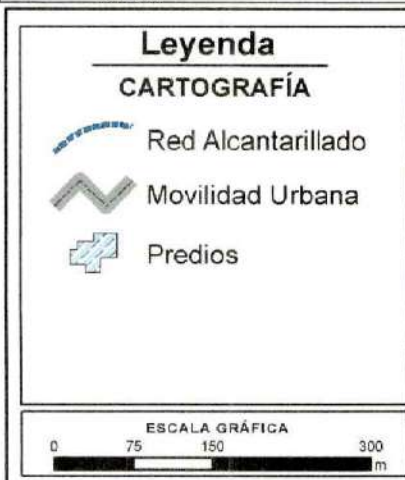 Leyenda
CARTOGRAFÍA
Red Alcantarillado
Movilidad Urbana
Predios
ESCALA GRÁFICA
0 75 150 300
m